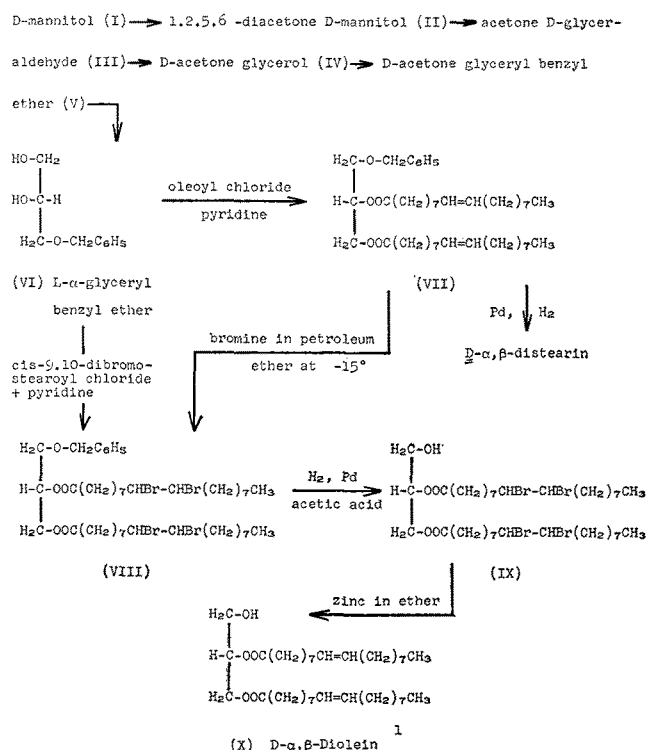 D-mannitol (I) → 1.2.5.6 -diacetone D-mannitol (II) → acetone D-glycer-
aldehyde (III) → D-acetone glycerol (IV) → D-acetone glyceryl benzyl
ether (V)
HO-CH₂
HO-C-H
H₂C-O-CH₂C₆H₅
(VI) L-α-glyceryl
benzyl ether
oleoyl chloride
pyridine
H₂C-O-CH₂C₆H₅
H-C-OOC(CH₂)₇CH=CH(CH₂)₇CH₃
H₂C-OOC(CH₂)₇CH=CH(CH₂)₇CH₃
(VII)
Pd, H₂
D-α,β-distearin
bromine in petroleum
ether at -15°
cis-9.10-dibromo-
stearoyl chloride
+ pyridine
H₂C-O-CH₂C₆H₅
H-C-OOC(CH₂)₇CHBr-CHBr(CH₂)₇CH₃
H₂C-OOC(CH₂)₇CHBr-CHBr(CH₂)₇CH₃
(VIII)
H₂, Pd
acetic acid
H₂C-OH
H-C-OOC(CH₂)₇CHBr-CHBr(CH₂)₇CH₃
H₂C-OOC(CH₂)₇CHBr-CHBr(CH₂)₇CH₃
(IX)
zinc in ether
H₂C-OH
H-C-OOC(CH₂)₇CH=CH(CH₂)₇CH₃
H₂C-OOC(CH₂)₇CH=CH(CH₂)₇CH₃
(X) D-α,β-Diolein 1